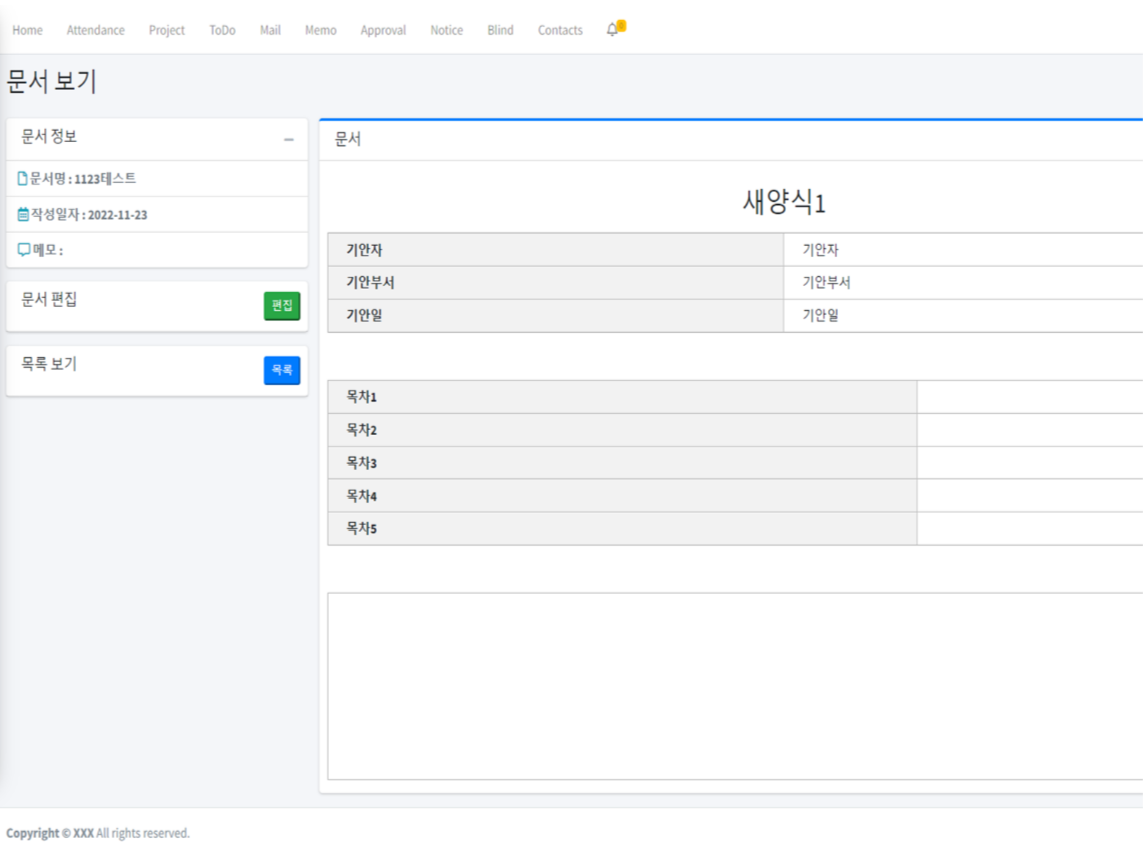 Home Attendance Project ToDo Mail Memo Approval Notice Blind Contacts
문서 보기
문서 정보
문서명 : 1123테스트
작성일자 : 2022-11-23
메모 :
문서 편집 편집
목록 보기 목록
문서
새양식1
기안자 기안자
기안부서 기안부서
기안일 기안일
목차1
목차2
목차3
목차4
목차5
Copyright © XXX All rights reserved.